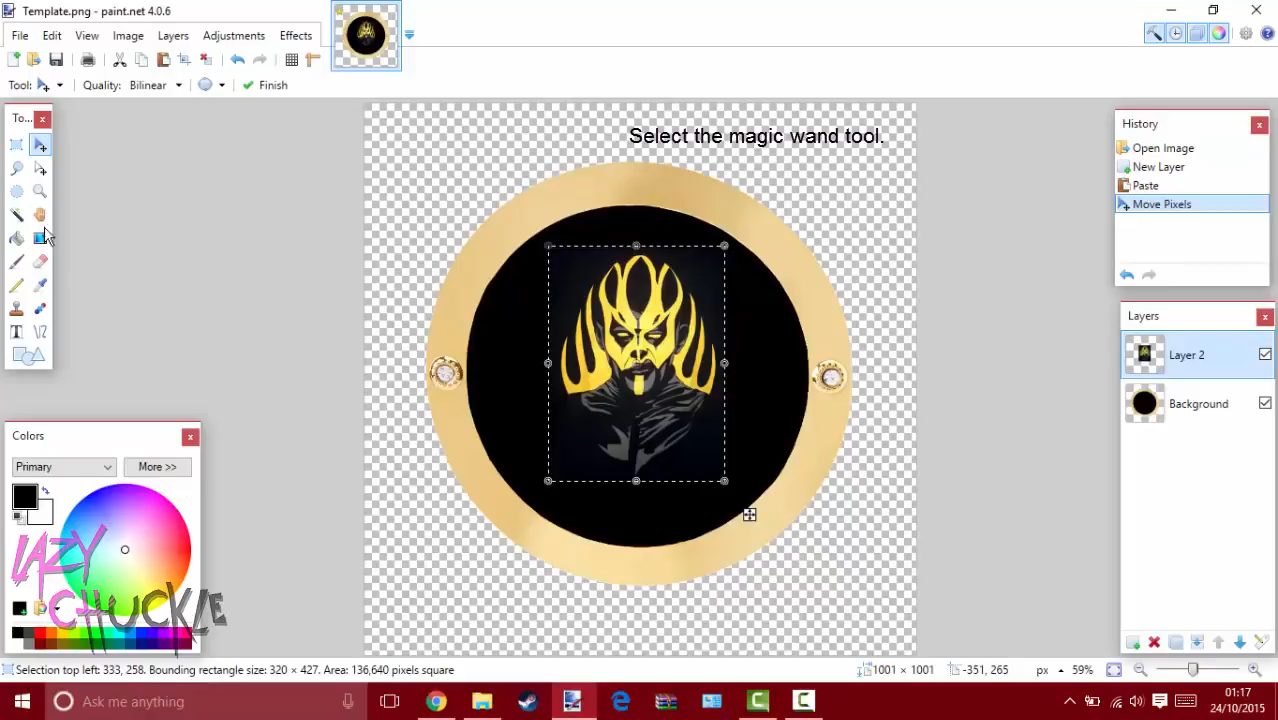 Template.png - paint.net 4.0.6
File Edit View Image Layers Adjustments Effects
Tool: Quality: Bilinear Finish
To...
Select the magic wand tool.
History
Open Image
New Layer
Paste
Move Pixels
Layers
Layer 2
Background
Colors
Primary More >>
LAZY
CHUCKLE
Selection top left: 333, 258. Bounding rectangle size: 320 × 427. Area: 136,640 pixels square
1001 × 1001 -351, 265 px 59%
Ask me anything
01:17
24/10/2015